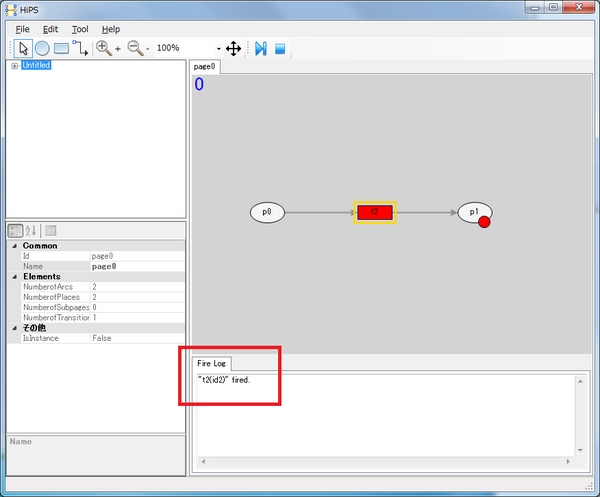 HiPS
File Edit Tool Help
+ - 100%
Untitled
page0
0
p0 t2 p1
Common
Id page0
Name page0
Elements
NumberofArcs 2
NumberofPlaces 2
NumberofSubpages 0
NumberofTransition 1
その他
IsInstance False
Name
Fire Log
"t2(id2)" fired.